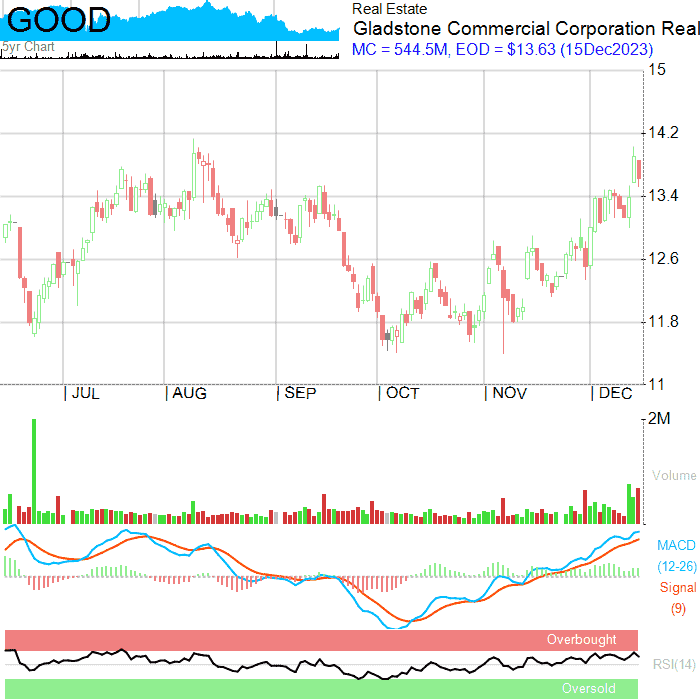 GOOD
5yr Chart
Real Estate
Gladstone Commercial Corporation Real
MC = 544.5M, EOD = $13.63 (15Dec2023)
15
14.2
13.4
12.6
11.8
11
JUL AUG SEP OCT NOV DEC
2M
Volume
MACD
(12-26)
Signal
(9)
Overbought
RSI(14)
Oversold